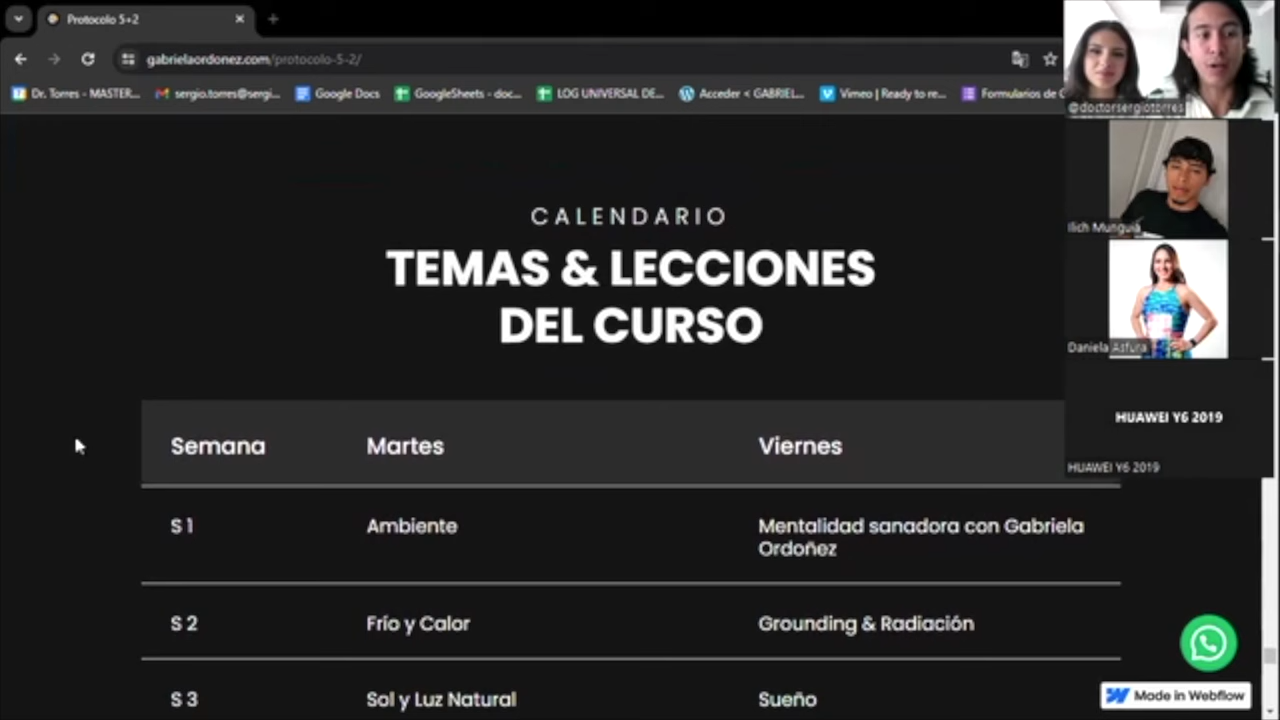 Protocolo 5+2
gabrielaordonez.com/protocolo-5-2/
Dr. Torres - MASTER...
sergio.torres@sergi...
Google Docs
GoogleSheets - doc...
LOG UNIVERSAL DE...
Acceder < GABRIEL...
Vimeo | Ready to re...
Formularios de
@doctorsergiotorres
Ilich Munguia
Daniela Asfura
HUAWEI Y6 2019
HUAWEI Y6 2019
CALENDARIO
TEMAS & LECCIONES
DEL CURSO
Semana Martes Viernes
S 1 Ambiente Mentalidad sanadora con Gabriela
Ordoñez
S 2 Frío y Calor Grounding & Radiación
S 3 Sol y Luz Natural Sueño
Made in Webflow